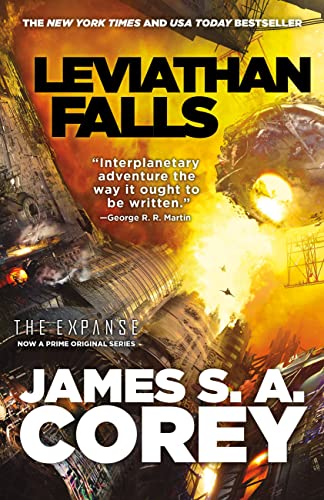 THE NEW YORK TIMES AND USA TODAY BESTSELLER
LEVIATHAN
FALLS
“Interplanetary
adventure the
way it ought to
be written.”
—George R. R. Martin
THE EXPANSE
NOW A PRIME ORIGINAL SERIES
JAMES S. A.
COREY